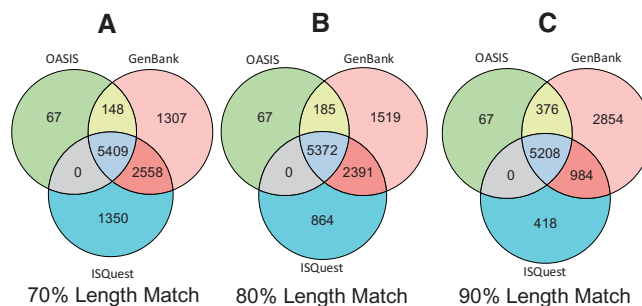 A
B
C
OASIS
GenBank
67
148
1307
5409
0
2558
1350
ISQuest
70% Length Match
OASIS
GenBank
67
185
1519
5372
0
2391
864
ISQuest
80% Length Match
OASIS
GenBank
67
376
2854
5208
0
984
418
ISQuest
90% Length Match